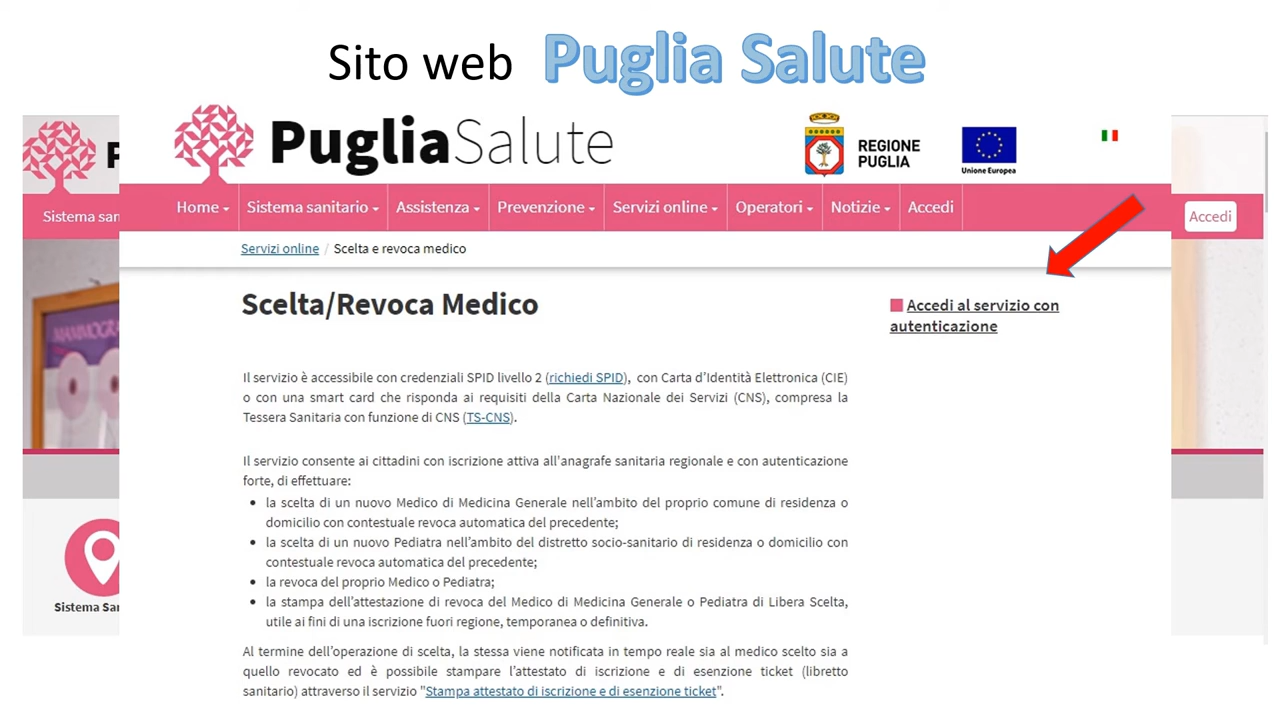 Sito web Puglia Salute
PugliaSalute
REGIONE
PUGLIA
Unione Europea
Home
Sistema sanitario
Assistenza
Prevenzione
Servizi online
Operatori
Notizie
Accedi
Sistema san
Accedi
Servizi online / Scelta e revoca medico
Scelta/Revoca Medico
Accedi al servizio con
autenticazione
Il servizio è accessibile con credenziali SPID livello 2 (richiedi SPID), con Carta d'Identità Elettronica (CIE)
o con una smart card che risponda ai requisiti della Carta Nazionale dei Servizi (CNS), compresa la
Tessera Sanitaria con funzione di CNS (TS-CNS).
Il servizio consente ai cittadini con iscrizione attiva all'anagrafe sanitaria regionale e con autenticazione
forte, di effettuare:
• la scelta di un nuovo Medico di Medicina Generale nell'ambito del proprio comune di residenza o
domicilio con contestuale revoca automatica del precedente;
• la scelta di un nuovo Pediatra nell'ambito del distretto socio-sanitario di residenza o domicilio con
contestuale revoca automatica del precedente;
• la revoca del proprio Medico o Pediatra;
• la stampa dell'attestazione di revoca del Medico di Medicina Generale o Pediatra di Libera Scelta,
utile ai fini di una iscrizione fuori regione, temporanea o definitiva.
Al termine dell'operazione di scelta, la stessa viene notificata in tempo reale sia al medico scelto sia a
quello revocato ed è possibile stampare l'attestato di iscrizione e di esenzione ticket (libretto
sanitario) attraverso il servizio "Stampa attestato di iscrizione e di esenzione ticket".
MAMMOGRA
Sistema Sa